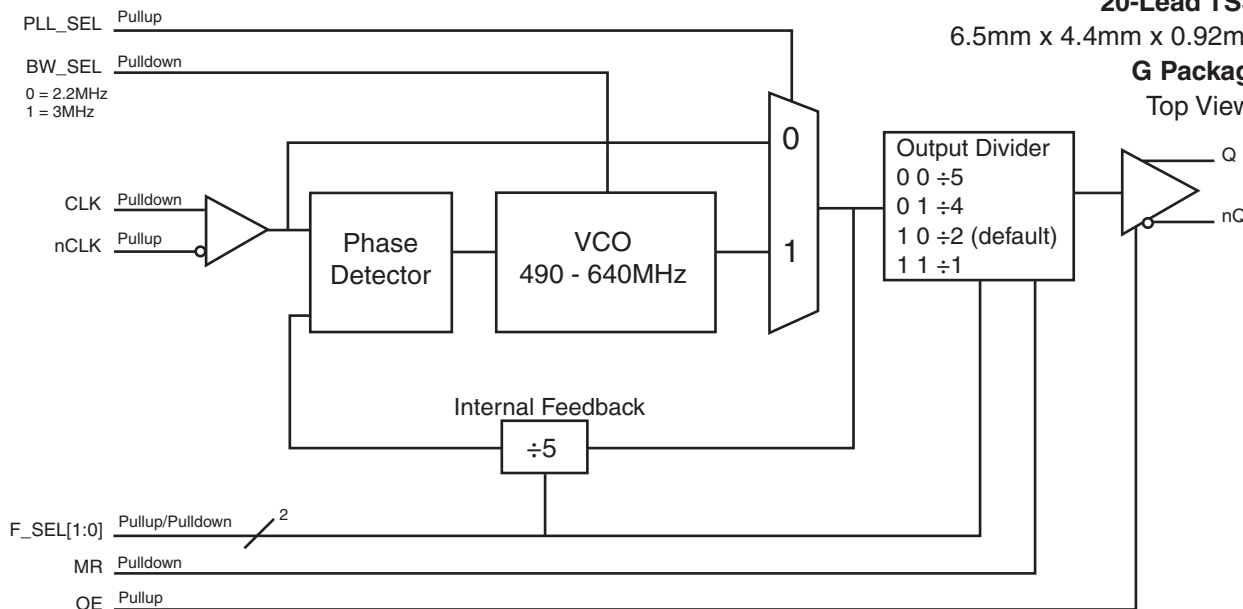 PLL_SEL Pullup
BW_SEL Pulldown
0 = 2.2MHz
1 = 3MHz
6.5mm x 4.4mm x 0.92m
20-Lead
G
Top View
CLK Pulldown
nCLK Pullup
Phase
Detector
VCO
490 - 640MHz
0
1
Output Divider
0 0 ÷5
0 1 ÷4
1 0 ÷2 (default)
1 1 ÷1
Q
nQ
Internal Feedback
÷5
F_SEL[1:0] Pullup/Pulldown 2
MR Pulldown
OE Pullup